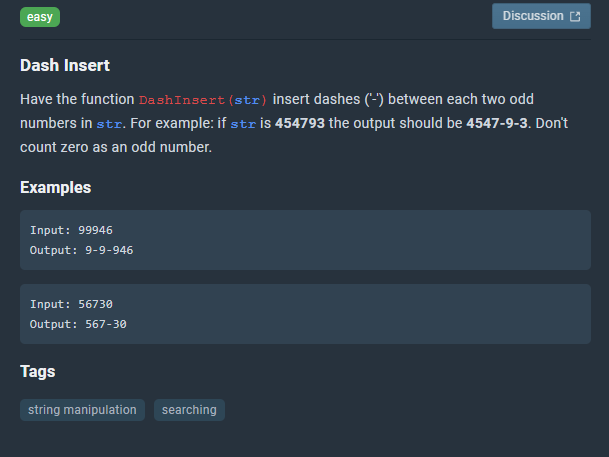 easy
Discussion
Dash Insert
Have the function DashInsert(str) insert dashes ('-') between each two odd
numbers in str. For example: if str is 454793 the output should be 4547-9-3. Don't
count zero as an odd number.
Examples
Input: 99946
Output: 9-9-946
Input: 56730
Output: 567-30
Tags
string manipulation
searching